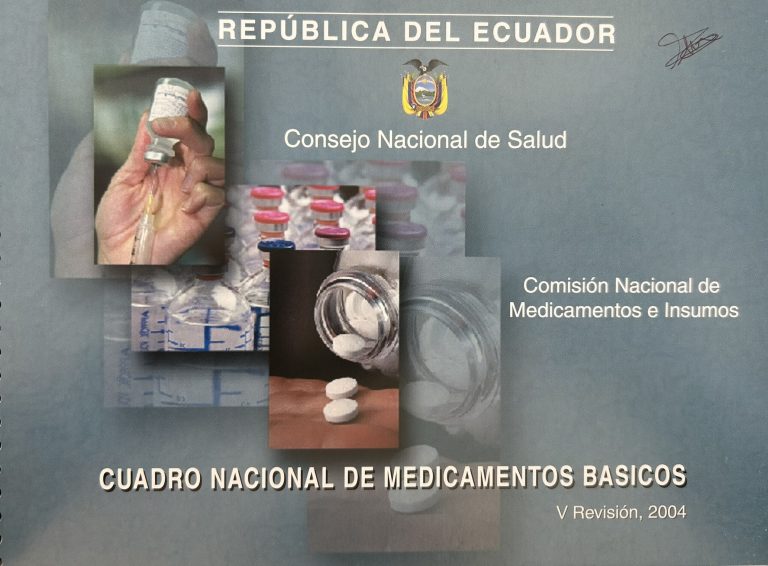 REPÚBLICA DEL ECUADOR
Consejo Nacional de Salud
Comisión Nacional de
Medicamentos e Insumos
CUADRO NACIONAL DE MEDICAMENTOS BASICOS
V Revisión, 2004